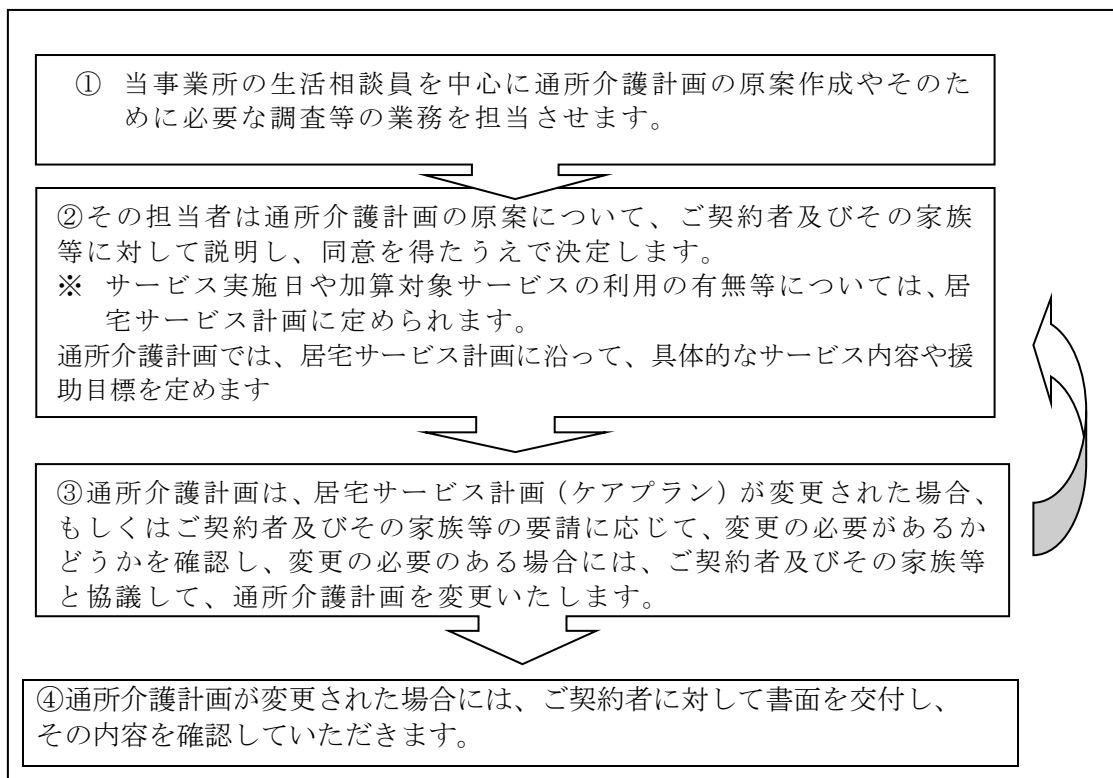 ① 当事業所の生活相談員を中心に通所介護計画の原案作成やそのた
めに必要な調査等の業務を担当させます。
②その担当者は通所介護計画の原案について、ご契約者及びその家族
等に対して説明し、同意を得たうえで決定します。
※ サービス実施日や加算対象サービスの利用の有無等については、居
宅サービス計画に定められます。
通所介護計画では、居宅サービス計画に沿って、具体的なサービス内容や援
助目標を定めます
③通所介護計画は、居宅サービス計画（ケアプラン）が変更された場合、
もしくはご契約者及びその家族等の要請に応じて、変更の必要があるか
どうかを確認し、変更の必要のある場合には、ご契約者及びその家族等
と協議して、通所介護計画を変更いたします。
④通所介護計画が変更された場合には、ご契約者に対して書面を交付し、
その内容を確認していただきます。